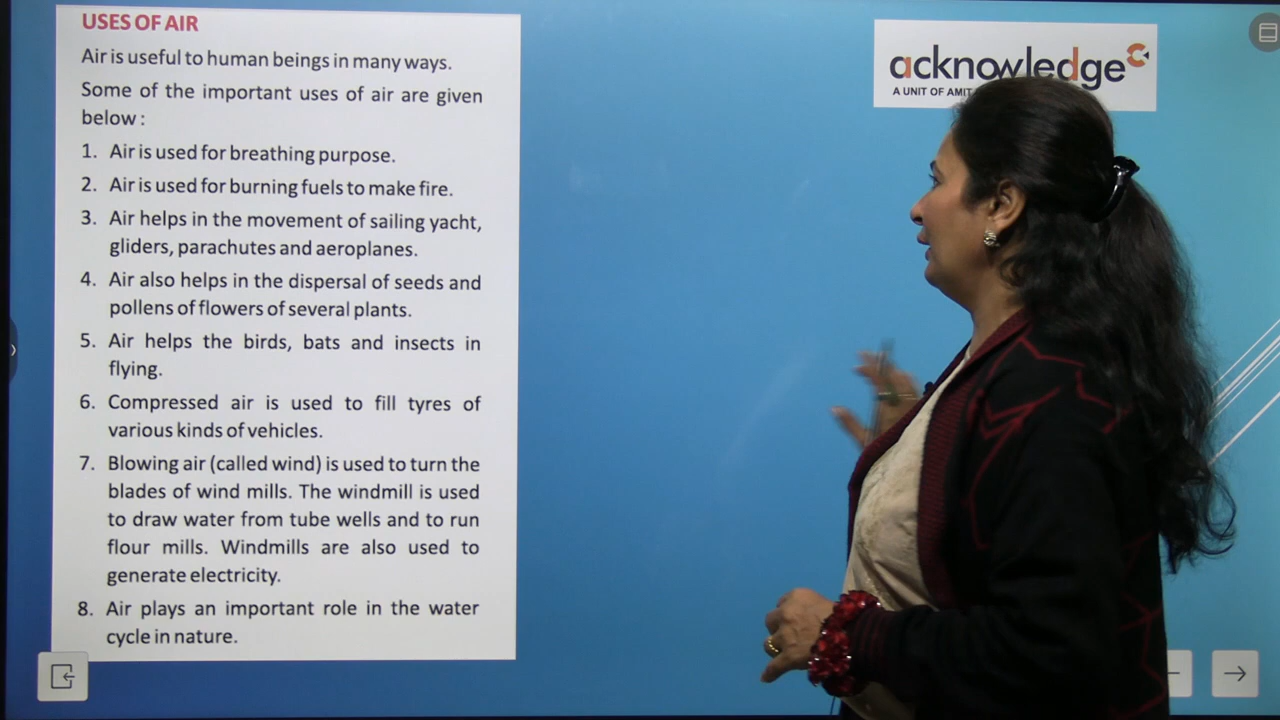 USES OF AIR
Air is useful to human beings in many ways.
Some of the important uses of air are given
below :
1. Air is used for breathing purpose.
2. Air is used for burning fuels to make fire.
3. Air helps in the movement of sailing yacht,
gliders, parachutes and aeroplanes.
4. Air also helps in the dispersal of seeds and
pollens of flowers of several plants.
5. Air helps the birds, bats and insects in
flying.
6. Compressed air is used to fill tyres of
various kinds of vehicles.
7. Blowing air (called wind) is used to turn the
blades of wind mills. The windmill is used
to draw water from tube wells and to run
flour mills. Windmills are also used to
generate electricity.
8. Air plays an important role in the water
cycle in nature.
acknowledge
A UNIT OF AMIT